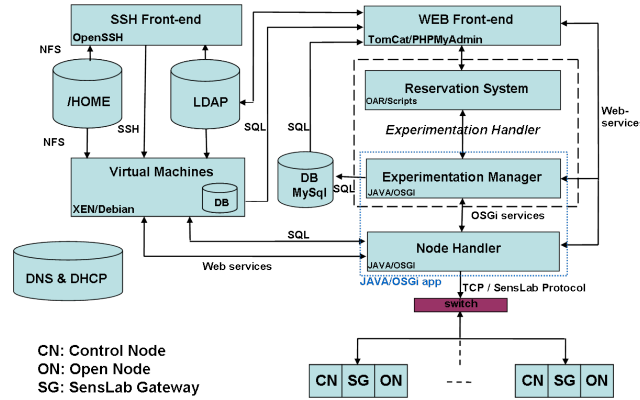 SSH Front-end
OpenSSH
WEB Front-end
TomCat/PHPMyAdmin
NFS
SQL
/HOME
LDAP
Reservation System
OAR/Scripts
Web-
services
NFS
SSH
SQL
SQL
Experimentation Handler
Virtual Machines
DB
XEN/Debian
DB
MySql
SQL
Experimentation Manager
JAVA/OSGI
OSGi services
SQL
Web services
Node Handler
JAVA/OSGI
JAVA/OSGi app
DNS & DHCP
TCP / SensLab Protocol
switch
CN: Control Node
ON: Open Node
SG: SensLab Gateway
CN SG ON
CN SG ON